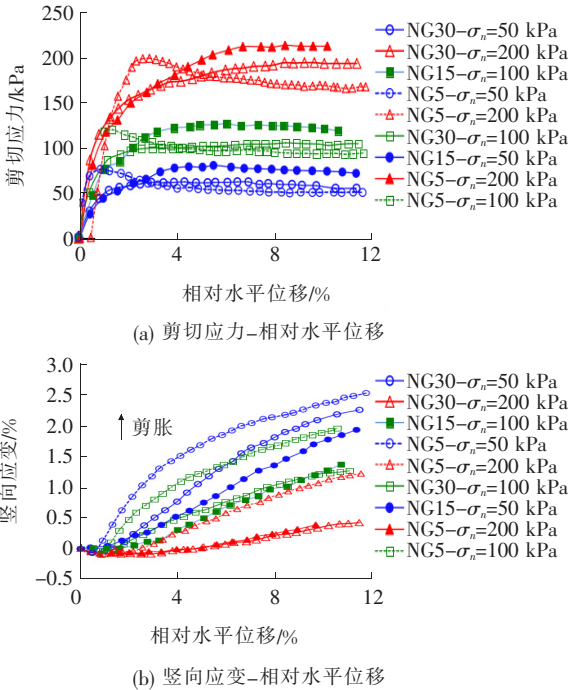 250
200
150
100
50
0
剪切应力/kPa
0 4 8 12
相对水平位移/%
NG30–σn=50 kPa
NG30–σn=200 kPa
NG15–σn=100 kPa
NG5–σn=50 kPa
NG5–σn=200 kPa
NG30–σn=100 kPa
NG15–σn=50 kPa
NG5–σn=200 kPa
NG5–σn=100 kPa
(a) 剪切应力–相对水平位移
3.0
2.5
2.0
1.5
1.0
0.5
0
–0.5
竖向应变/%
剪胀
0 4 8 12
相对水平位移/%
NG30–σn=50 kPa
NG30–σn=200 kPa
NG15–σn=100 kPa
NG5–σn=50 kPa
NG5–σn=200 kPa
NG30–σn=100 kPa
NG15–σn=50 kPa
NG5–σn=200 kPa
NG5–σn=100 kPa
(b) 竖向应变–相对水平位移